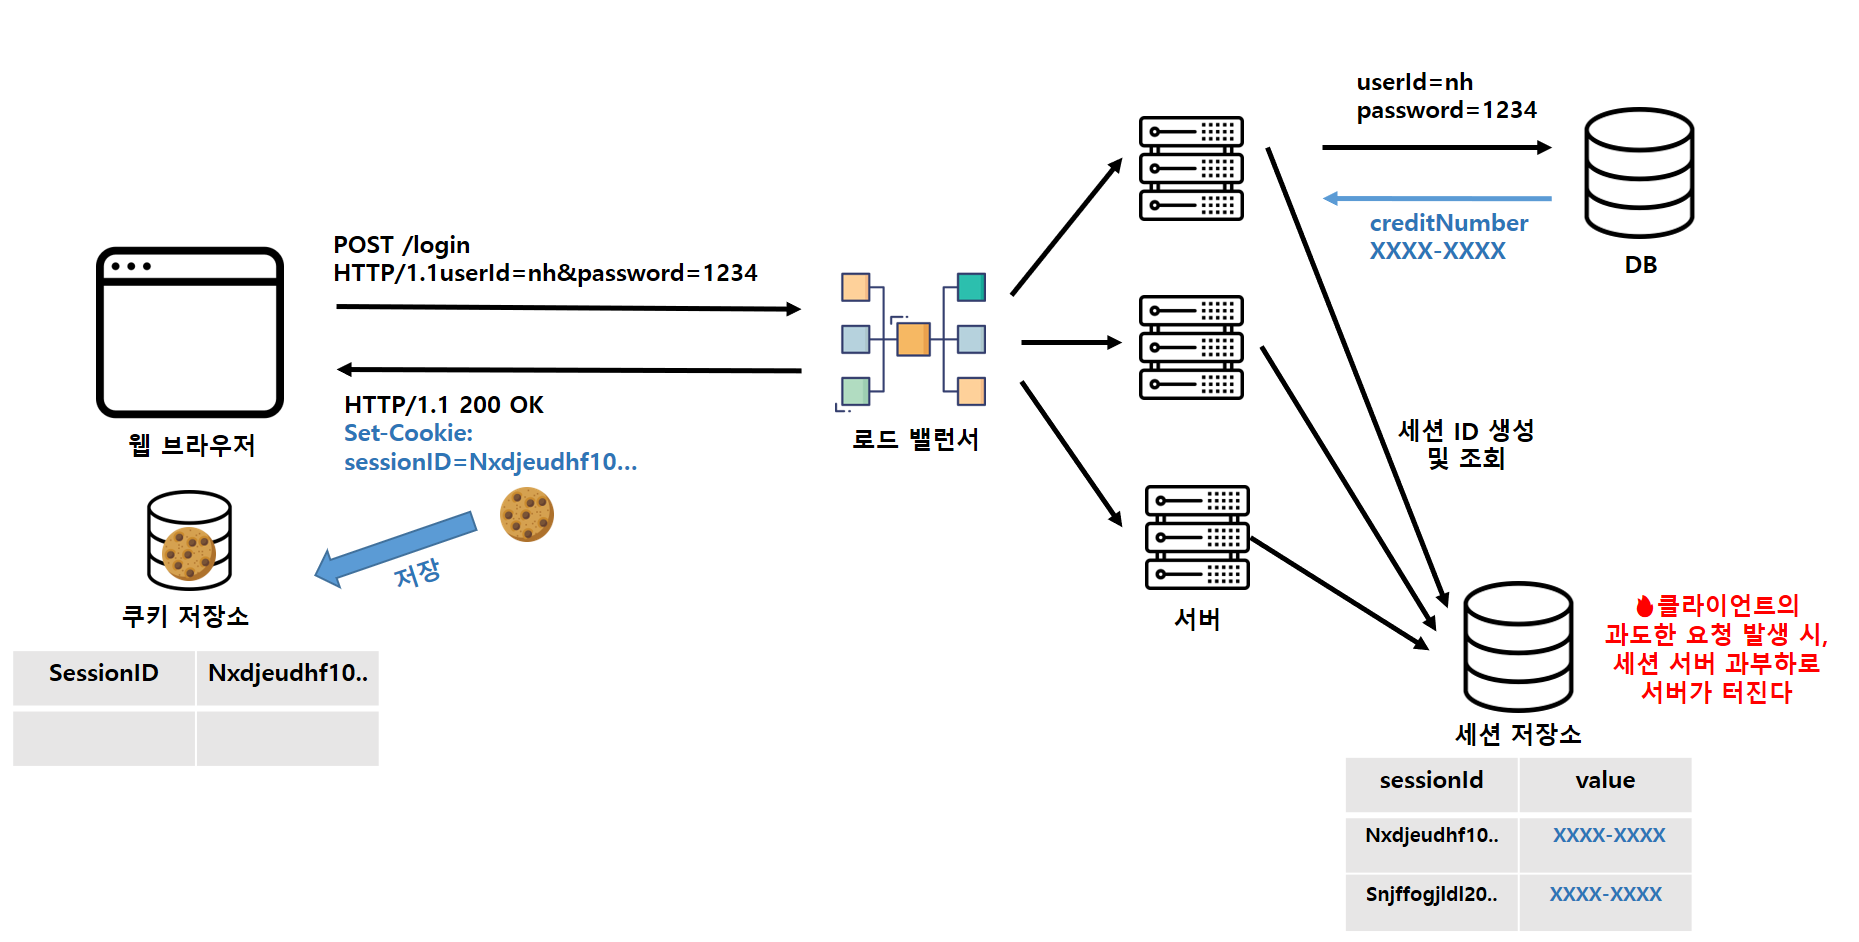 userId=nh
password=1234
creditNumber
XXXX-XXXX
DB
POST /login
HTTP/1.1userId=nh&password=1234
HTTP/1.1 200 OK
Set-Cookie:
sessionID=Nxdjeudhf10...
웹 브라우저
로드 밸런서
세션 ID 생성
및 조회
저장
쿠키 저장소
서버
SessionID
Nxdjeudhf10..
클라이언트의
과도한 요청 발생 시,
세션 서버 과부하로
서버가 터진다
세션 저장소
sessionId
value
Nxdjeudhf10..
XXXX-XXXX
Snjffogjldl20..
XXXX-XXXX